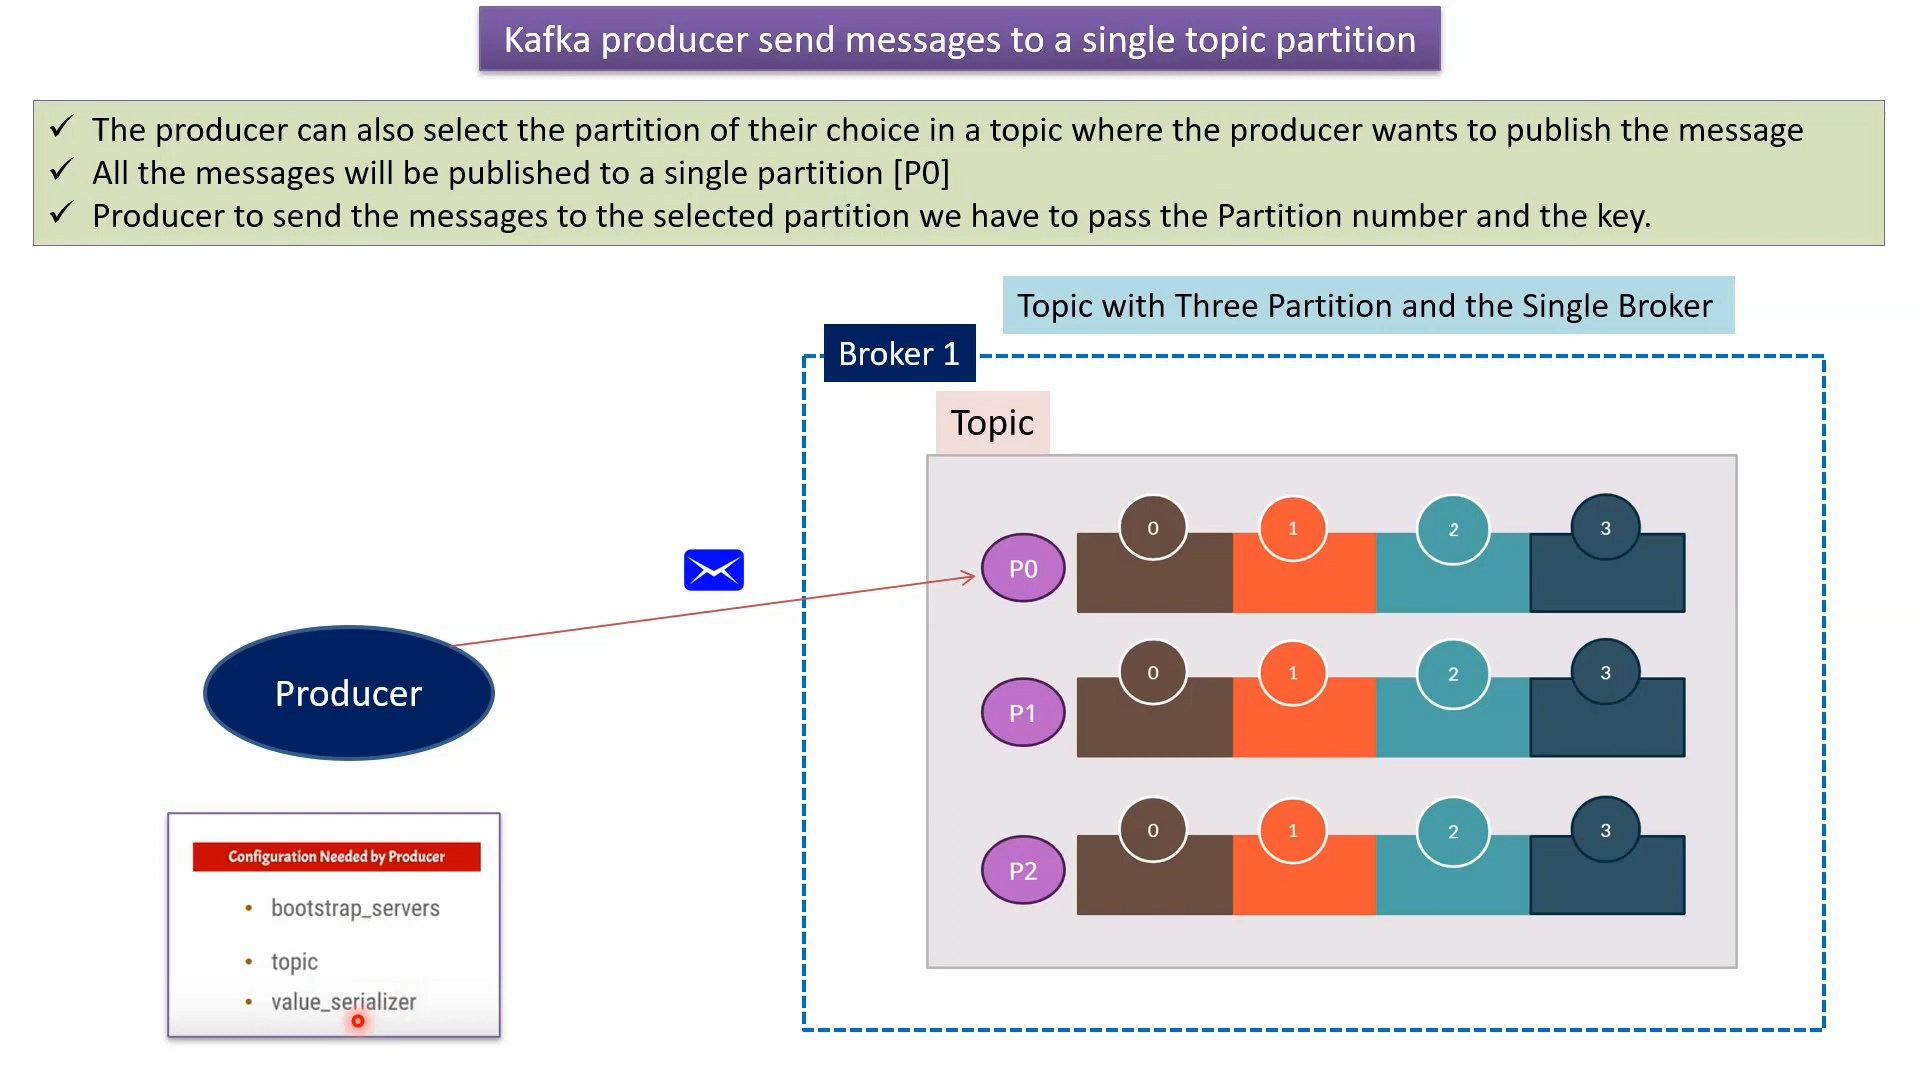 Kafka producer send messages to a single topic partition
✓ The producer can also select the partition of their choice in a topic where the producer wants to publish the message
✓ All the messages will be published to a single partition [P0]
✓ Producer to send the messages to the selected partition we have to pass the Partition number and the key.
Topic with Three Partition and the Single Broker
Broker 1
Topic
0 1 2 3
P0
Producer
0 1 2 3
P1
0 1 2 3
P2
Configuration Needed by Producer
• bootstrap_servers
• topic
• value_serializer